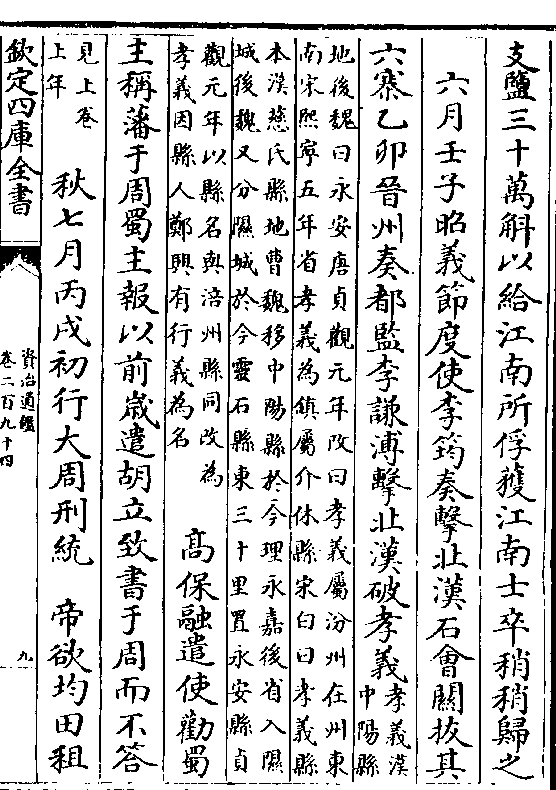 支鹽三十萬斛以給江南所俘獲江南士卒稍稍歸之
六月壬子昭義節度使李筠奏擊北漢石會關拔其
六寨乙卯晉州奏都監李謙溥擊北漢破孝義孝義漢中陽縣
地後魏曰永安唐貞觀元年改曰孝義屬汾州在州東
南宋熙寧五年省孝義為鎮屬介休縣宋白曰孝義縣
本漢茲氏縣地曹魏移中陽縣於今理永嘉後省入隰
城後魏又分隰城於今靈石縣東三十里置永安縣貞
觀元年以縣名與涪州縣同改為
孝義因縣人鄭興有行義為名
高保融遣使勸蜀
主稱藩于周蜀主報以前歲遣胡立致書于周而不答
見上卷
上年
秋七月丙戌初行大周刑統 帝欲均田租
欽定四庫全書
資治通鑑
卷二百九十四
九